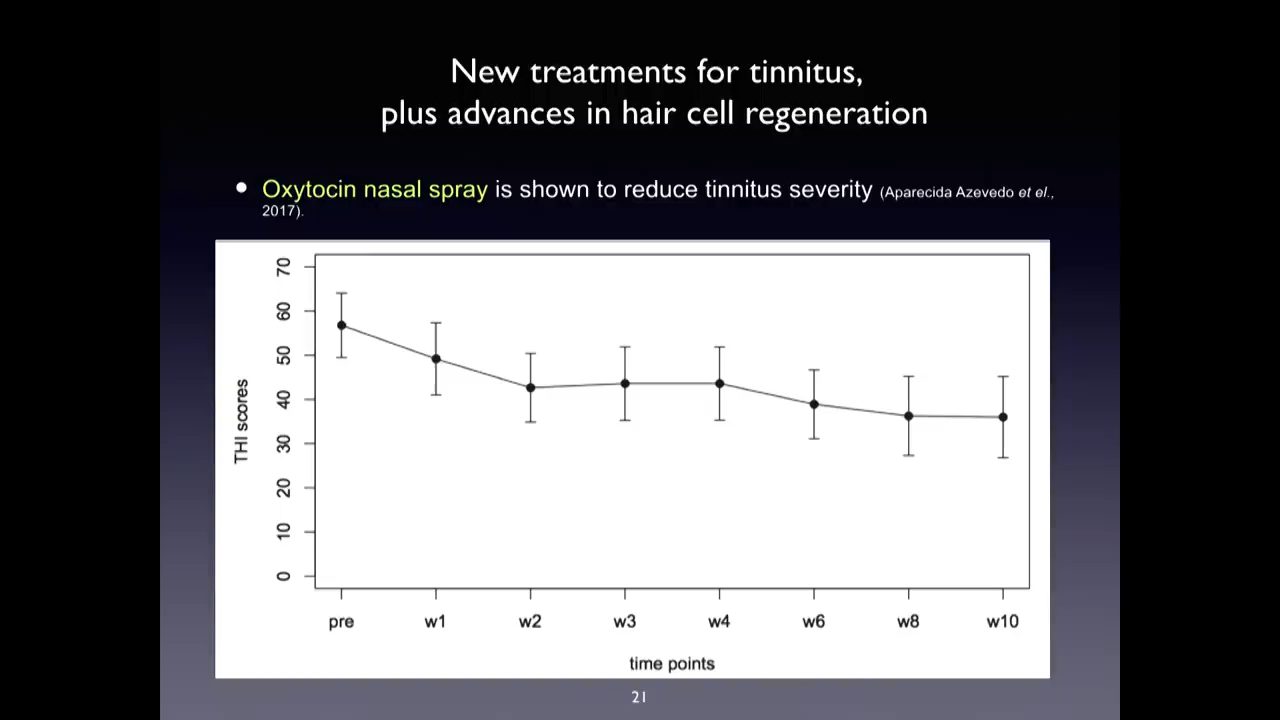 New treatments for tinnitus,
plus advances in hair cell regeneration
• Oxytocin nasal spray is shown to reduce tinnitus severity (Aparecida Azevedo et el.,
2017).
70
60
50
40
30
20
10
0
THI scores
pre w1 w2 w3 w4 w6 w8 w10
time points
21